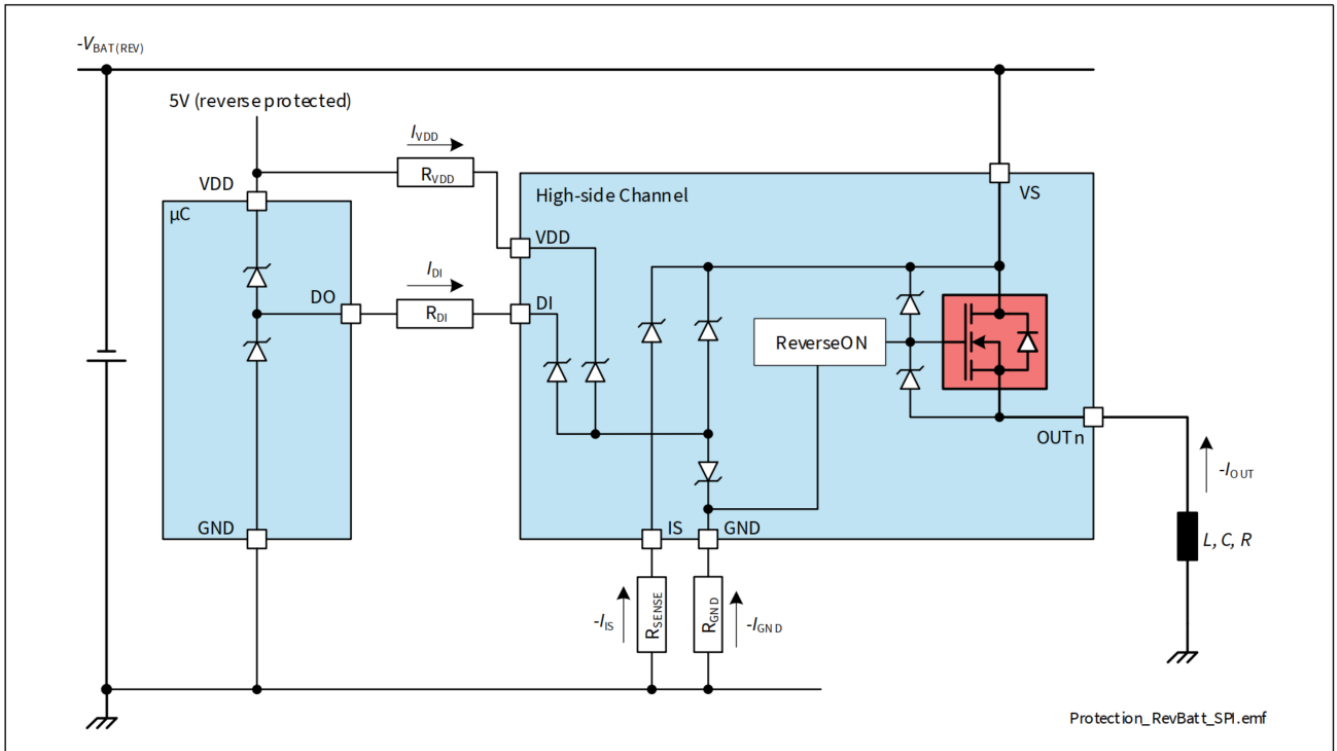 -VBAT(REV)
5V (reverse protected)
IVDD
RVDD
VDD
µC
High-side Channel
VS
VDD
IDI
DO
RDI
DI
ReverseON
OUTn
-IOUT
GND
IS
GND
L, C, R
-IIS
RSENSE
RGND
-IGND
Protection_RevBatt_SPI.emf